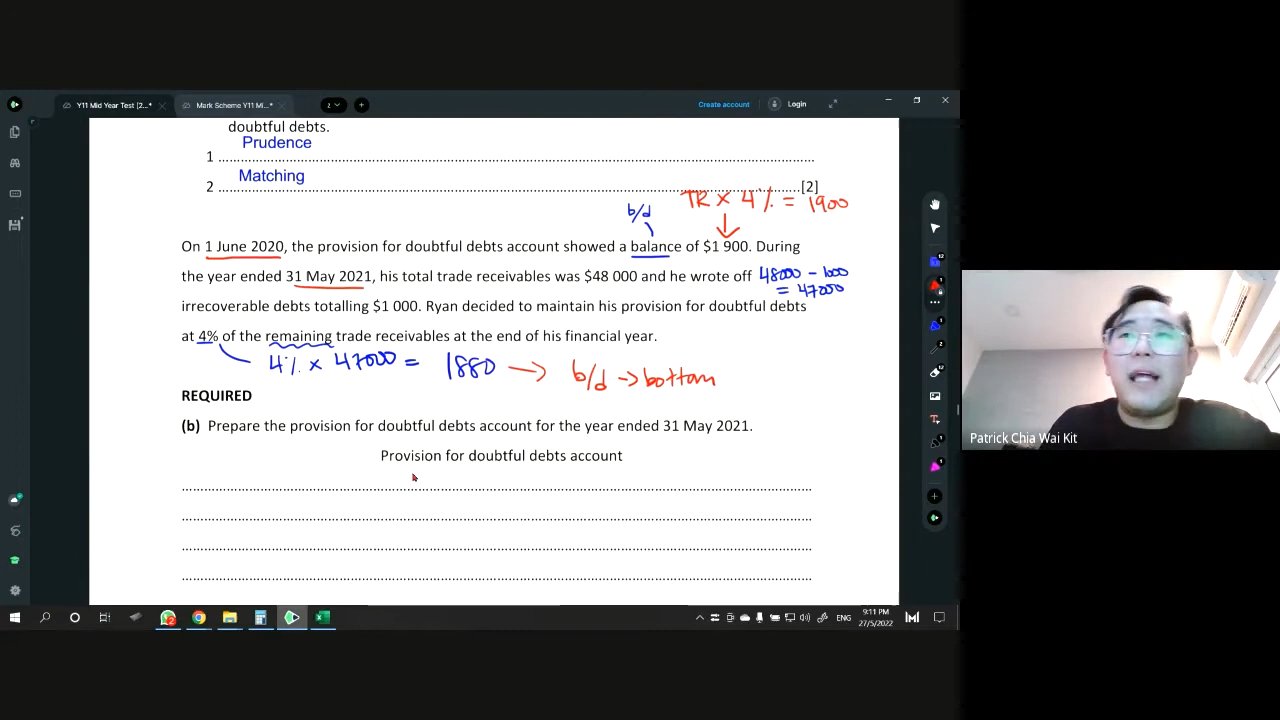 Y11 Mid Year Test (2...*
Mark Scheme Y11 Mi...*
2
Create account
Login
doubtful debts.
Prudence
1 ..........
Matching
2 .......... [2]
TR × 4% = 1900
b/d
On 1 June 2020, the provision for doubtful debts account showed a balance of $1 900. During
the year ended 31 May 2021, his total trade receivables was $48 000 and he wrote off
48000 - 1000
= 47000
irrecoverable debts totalling $1 000. Ryan decided to maintain his provision for doubtful debts
at 4% of the remaining trade receivables at the end of his financial year.
4% × 47000 = 1880 → b/d → bottom
REQUIRED
(b) Prepare the provision for doubtful debts account for the year ended 31 May 2021.
Provision for doubtful debts account
Patrick Chia Wai Kit
ENG
9:11 PM
27/5/2022